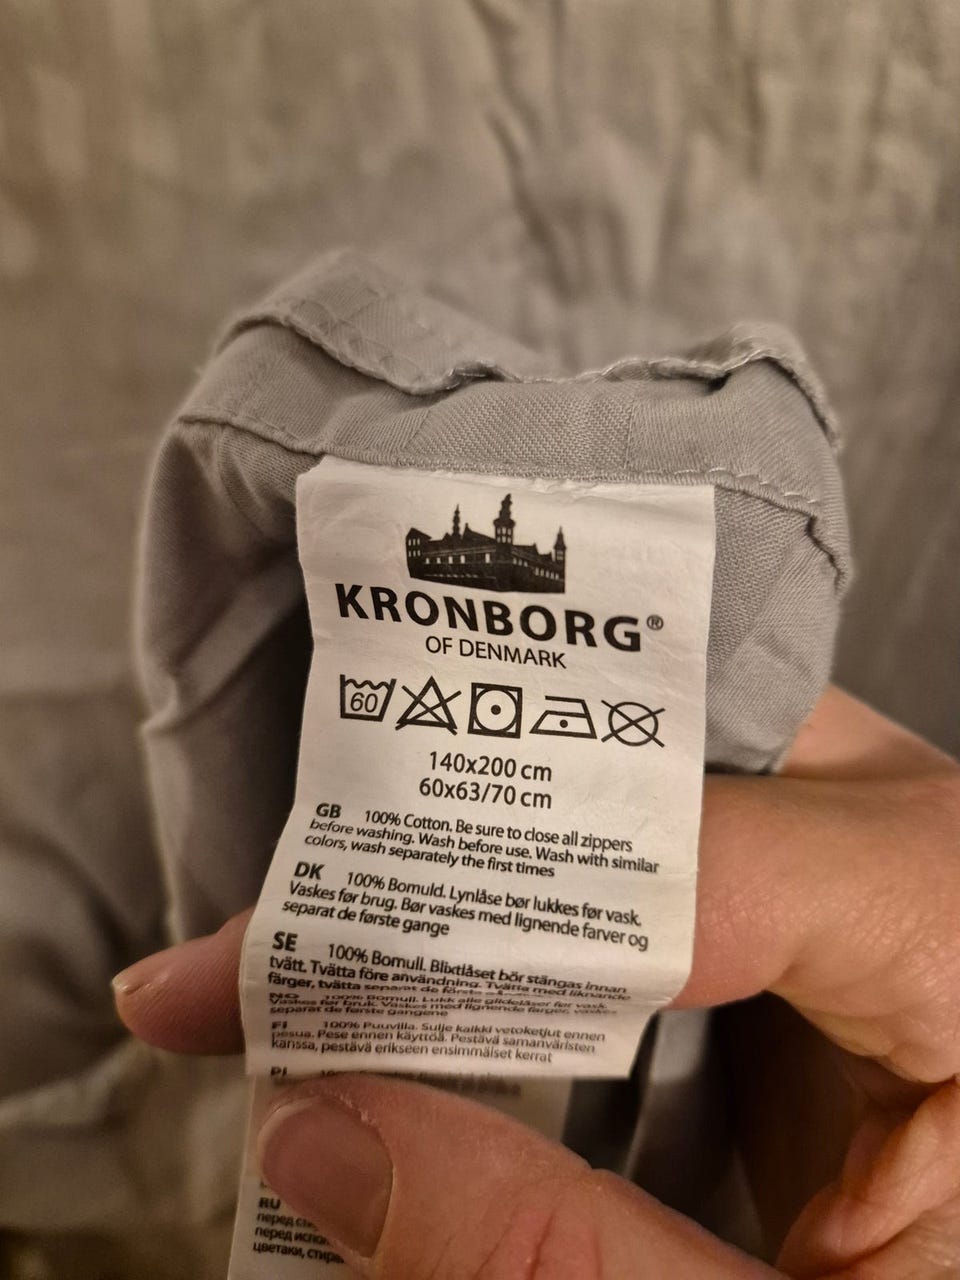 KRONBORG®
OF DENMARK
60
140x200 cm
60x63/70 cm
GB 100% Cotton. Be sure to close all zippers
before washing. Wash before use. Wash with similar
colors, wash separately the first times
DK 100% Bomuld. Lynlåse bør lukkes før vask.
Vaskes før brug. Bør vaskes med lignende farver og
separat de første gange
SE 100% Bomull. Blixtlåset bör stängas innan
tvätt. Tvätta före användning. Tvätta med liknande
färger, tvätta separat de första
NO 100% Bomull. Lukk alle glidelåser før vask.
Vaskes før bruk. Vaskes med lignende farger, vaskes
separat de første gangene
FI 100% Puuvilla. Sulje kaikki vetoketjut ennen
pesua. Pese ennen käyttöä. Pestävä samanväristen
kanssa, pestävä erikseen ensimmäiset kerrat
PL
RU
перед
перед
цветами,